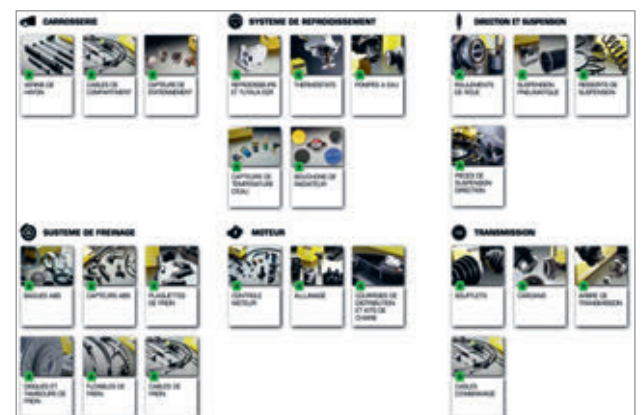 CARROSSERIE
VERINS DE
HAYON
CABLES DE
COMPARTIMENT
CAPTEURS DE
STATIONNEMENT
SYSTEME DE REFROIDISSEMENT
REFROIDISSEURS
ET TUYAUX EGR
THERMOSTATS
POMPES A EAU
CAPTEURS DE
TEMPERATURE
D'EAU
BOUCHONS DE
RADIATEUR
DIRECTION ET SUSPENSION
ROULEMENTS
DE ROUE
SUSPENSION
PNEUMATIQUE
RESSORTS DE
SUSPENSION
PIECES DE
SUSPENSION
DIRECTION
SUSTEME DE FREINAGE
BAGUES ABS
CAPTEURS ABS
PLAQUETTES
DE FREIN
DISQUES ET
TAMBOURS DE
FREIN
FLEXIBLES DE
FREIN
CABLES DE
FREIN
MOTEUR
CONTROLE
MOTEUR
ALLUMAGE
COURROIES DE
DISTRIBUTION
ET KITS DE
CHAINE
TRANSMISSION
SOUFFLETS
CARDANS
ARBRE DE
TRANSMISSION
CABLES
D'EMBRAYAGE